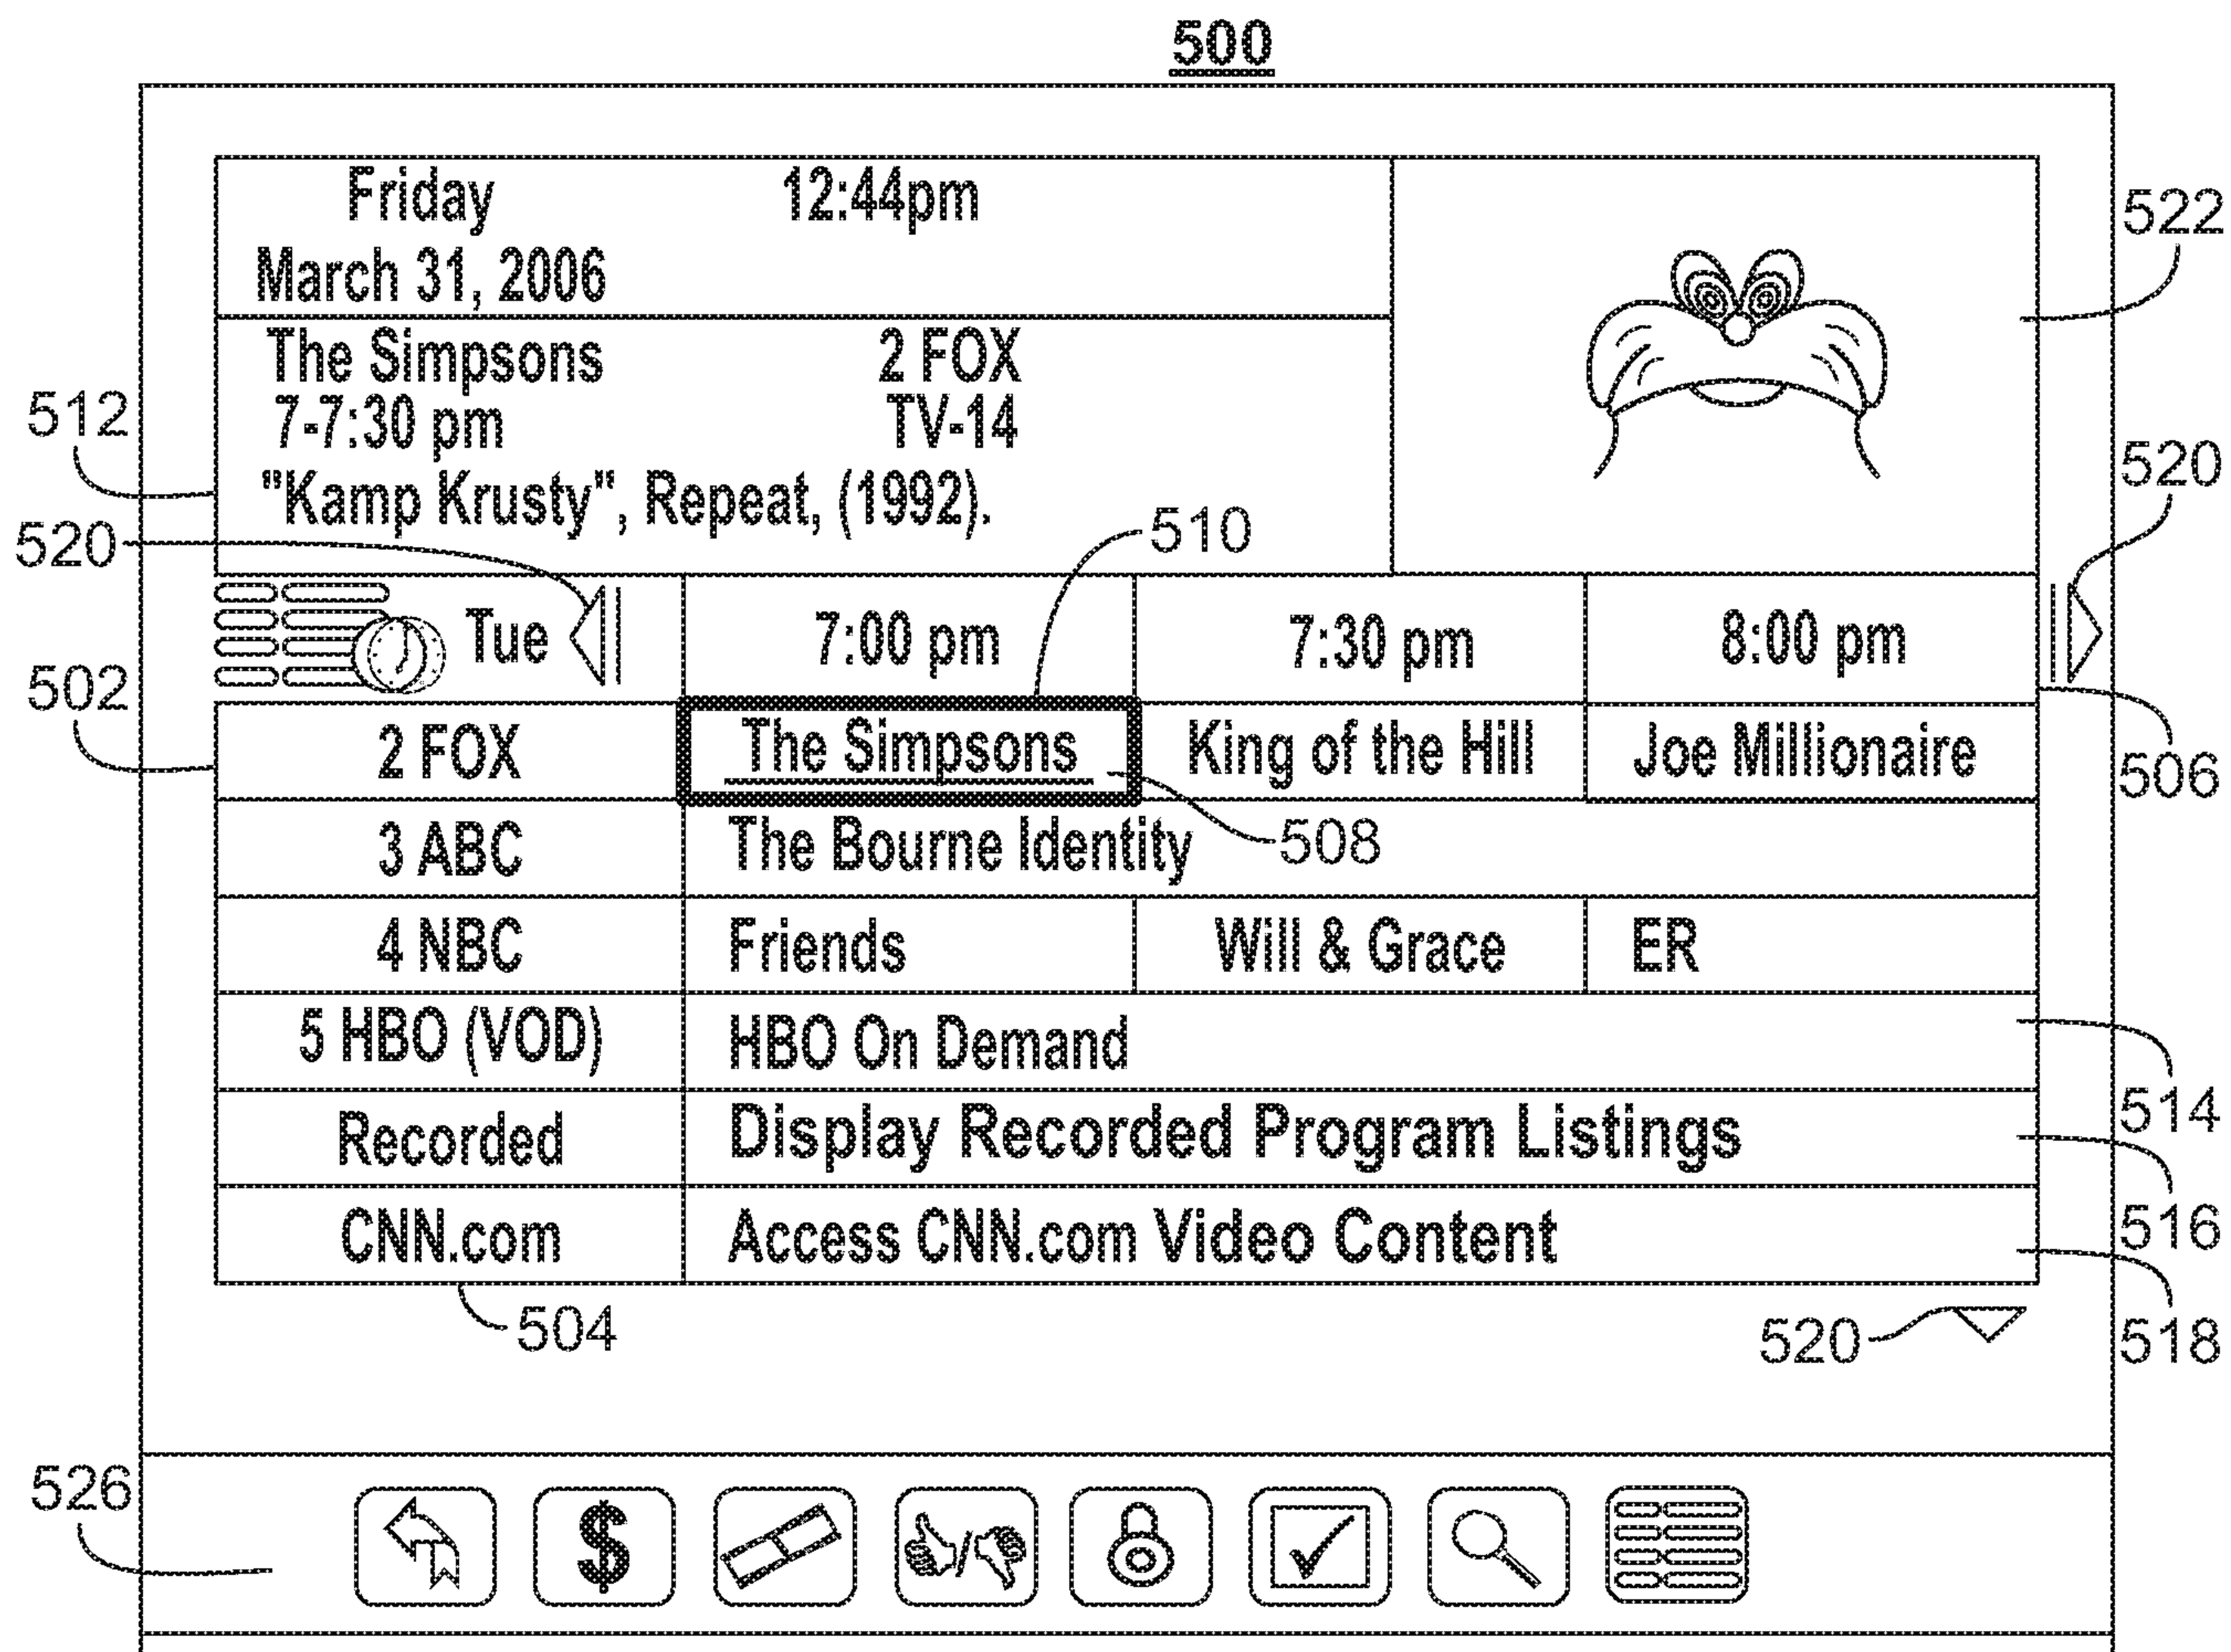 500
Friday 12:44pm
March 31, 2006
522
The Simpsons 2 FOX
512
7-7:30 pm TV-14
520
"Kamp Krusty", Repeat, (1992).
510
520
Tue 7:00 pm 7:30 pm 8:00 pm
502
2 FOX The Simpsons King of the Hill Joe Millionaire
506
3 ABC The Bourne Identity 508
4 NBC Friends Will & Grace ER
5 HBO (VOD) HBO On Demand
514
Recorded Display Recorded Program Listings
516
CNN.com Access CNN.com Video Content
504
520
518
526
$
/